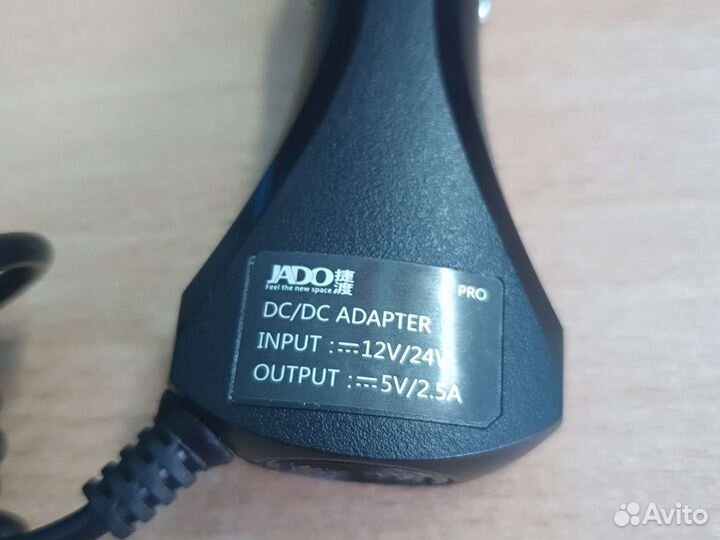 JADO捷渡
Feel the new space
PRO
DC/DC ADAPTER
INPUT : ⎓12V/24V
OUTPUT : ⎓5V/2.5A
Avito